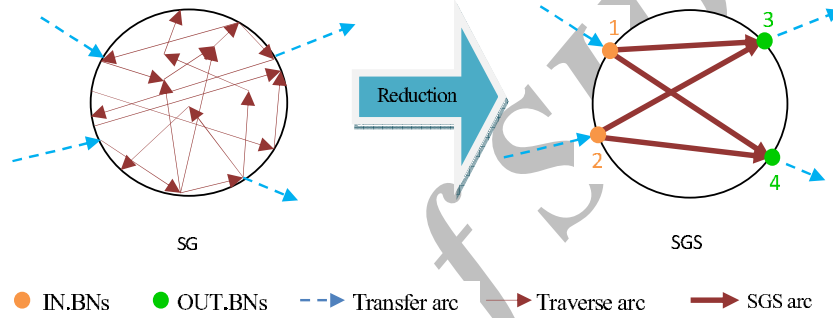 1
3
Reduction
2
4
SG
SGS
IN.BNs
OUT.BNs
Transfer arc
Traverse arc
SGS arc